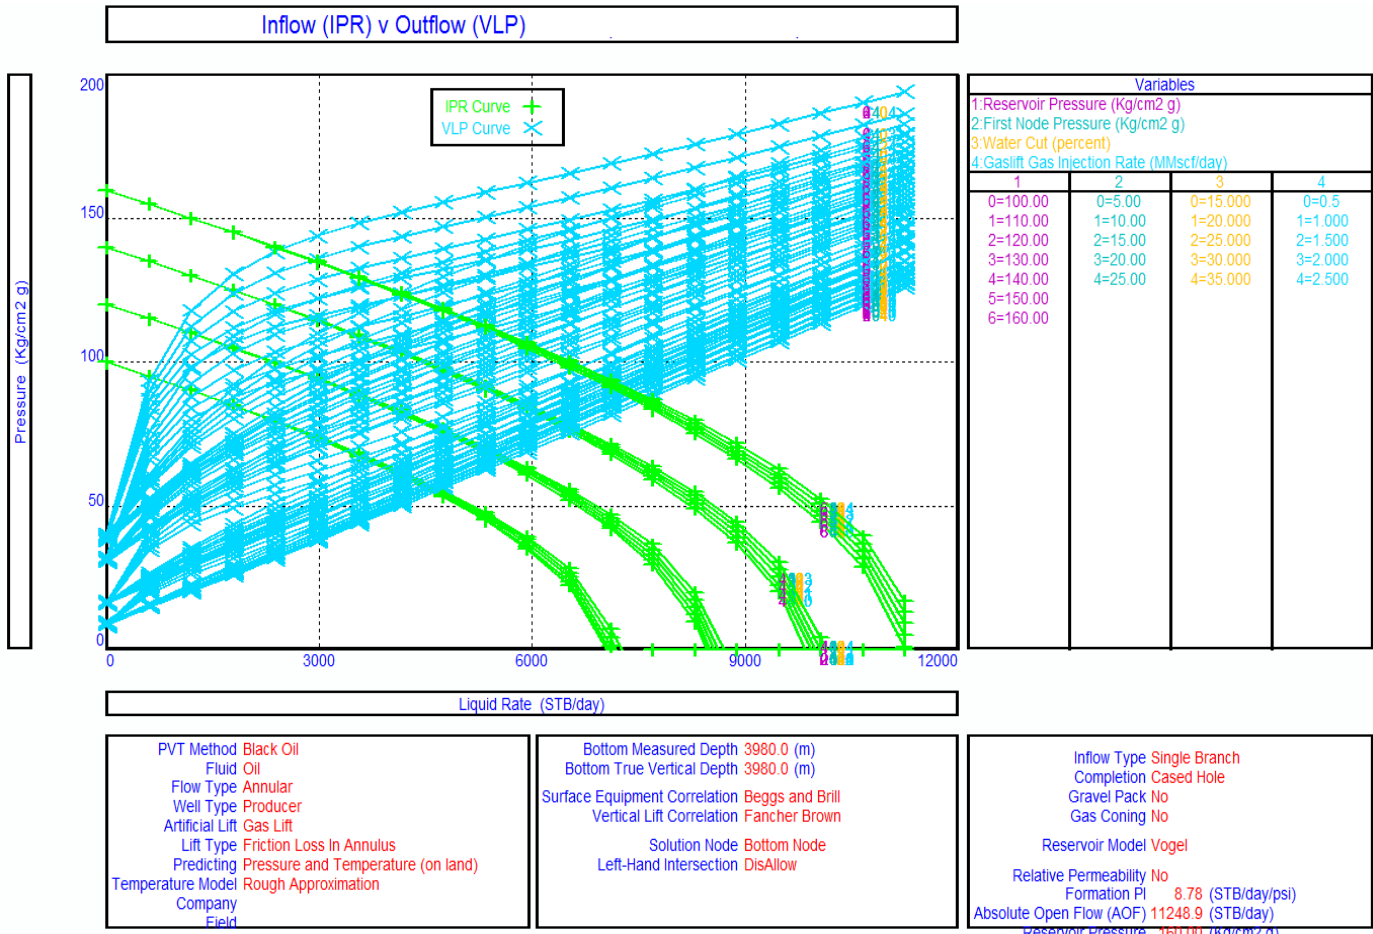 Inflow (IPR) v Outflow (VLP)
Pressure (Kg/cm2 g)
200
150
100
50
0
IPR Curve
VLP Curve
0 3000 6000 9000 12000
Liquid Rate (STB/day)
Variables
1:Reservoir Pressure (Kg/cm2 g)
2:First Node Pressure (Kg/cm2 g)
3:Water Cut (percent)
4:Gaslift Gas Injection Rate (MMscf/day)
1 2 3 4
0=100.00 0=5.00 0=15.000 0=0.5
1=110.00 1=10.00 1=20.000 1=1.000
2=120.00 2=15.00 2=25.000 2=1.500
3=130.00 3=20.00 3=30.000 3=2.000
4=140.00 4=25.00 4=35.000 4=2.500
5=150.00
6=160.00
PVT Method Black Oil
Fluid Oil
Flow Type Annular
Well Type Producer
Artificial Lift Gas Lift
Lift Type Friction Loss In Annulus
Predicting Pressure and Temperature (on land)
Temperature Model Rough Approximation
Company
Field
Bottom Measured Depth 3980.0 (m)
Bottom True Vertical Depth 3980.0 (m)
Surface Equipment Correlation Beggs and Brill
Vertical Lift Correlation Fancher Brown
Solution Node Bottom Node
Left-Hand Intersection DisAllow
Inflow Type Single Branch
Completion Cased Hole
Gravel Pack No
Gas Coning No
Reservoir Model Vogel
Relative Permeability No
Formation PI 8.78 (STB/day/psi)
Absolute Open Flow (AOF) 11248.9 (STB/day)
Reservoir Pressure 160.00 (Kg/cm2 g)